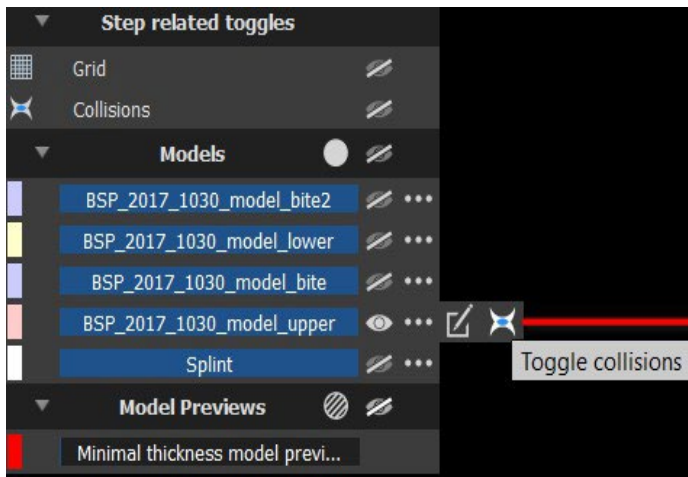 Step related toggles
Grid
Collisions
Models
BSP_2017_1030_model_bite2
BSP_2017_1030_model_lower
BSP_2017_1030_model_bite
BSP_2017_1030_model_upper
Toggle collisions
Splint
Model Previews
Minimal thickness model previ...